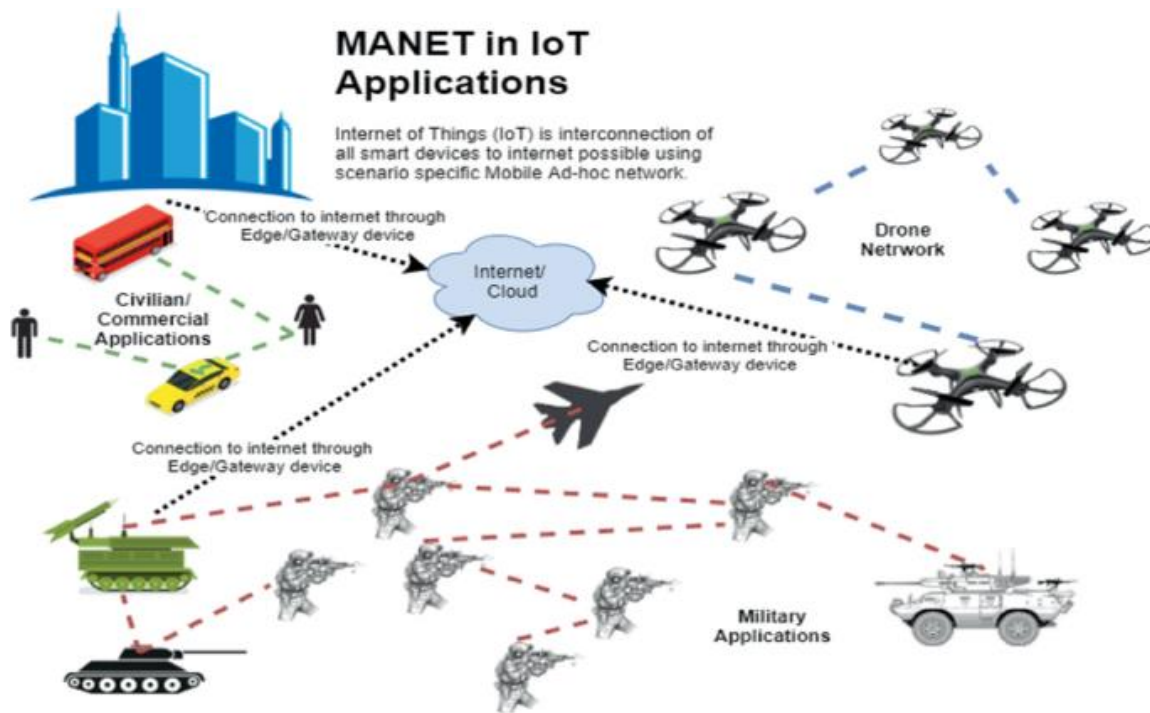 MANET in IoT
Applications
Internet of Things (IoT) is interconnection of
all smart devices to internet possible using
scenario specific Mobile Ad-hoc network.
Connection to internet through
Edge/Gateway device
Internet/
Cloud
Drone
Netrwork
Civilian/
Commercial
Applications
Connection to internet through
Edge/Gateway device
Connection to internet through
Edge/Gateway device
Military
Applications